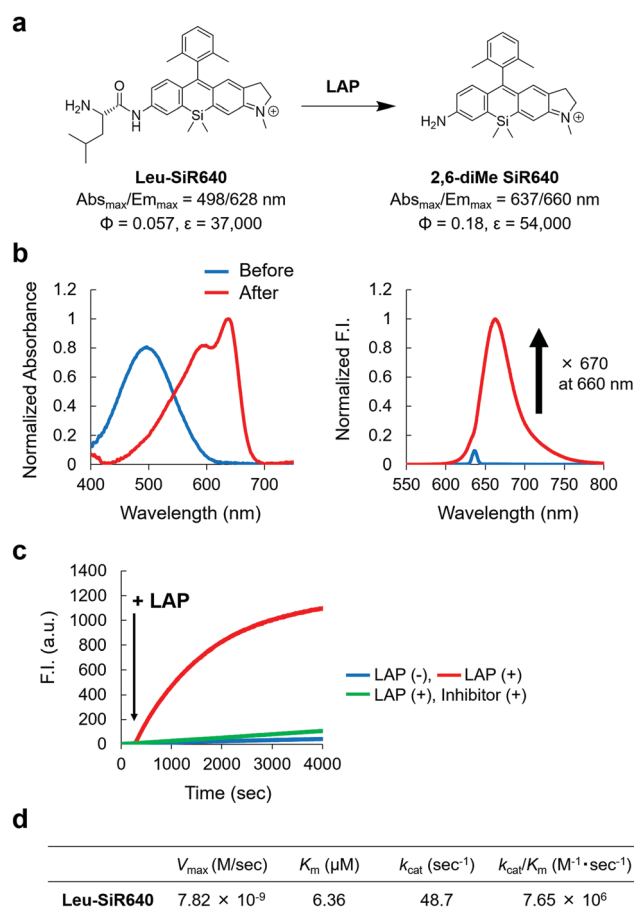 a
O
H₂N
N
H
Si
N
⊕
LAP
H₂N
Si
N
⊕
Leu-SiR640
2,6-diMe SiR640
Absmax/Emmax = 498/628 nm
Absmax/Emmax = 637/660 nm
Φ = 0.057, ε = 37,000
Φ = 0.18, ε = 54,000
b
Before
After
Normalized Absorbance
1.2
1
0.8
0.6
0.4
0.2
0
400 500 600 700
Wavelength (nm)
Normalized F.I.
1.2
1
0.8
0.6
0.4
0.2
0
× 670
at 660 nm
550 600 650 700 750 800
Wavelength (nm)
c
F.I. (a.u.)
1400
1200
1000
800
600
400
200
0
+ LAP
0 1000 2000 3000 4000
Time (sec)
LAP (-), LAP (+)
LAP (+), Inhibitor (+)
d
Vmax (M/sec) Km (μM) kcat (sec⁻¹) kcat/Km (M⁻¹・sec⁻¹)
Leu-SiR640 7.82 × 10⁻⁹ 6.36 48.7 7.65 × 10⁶